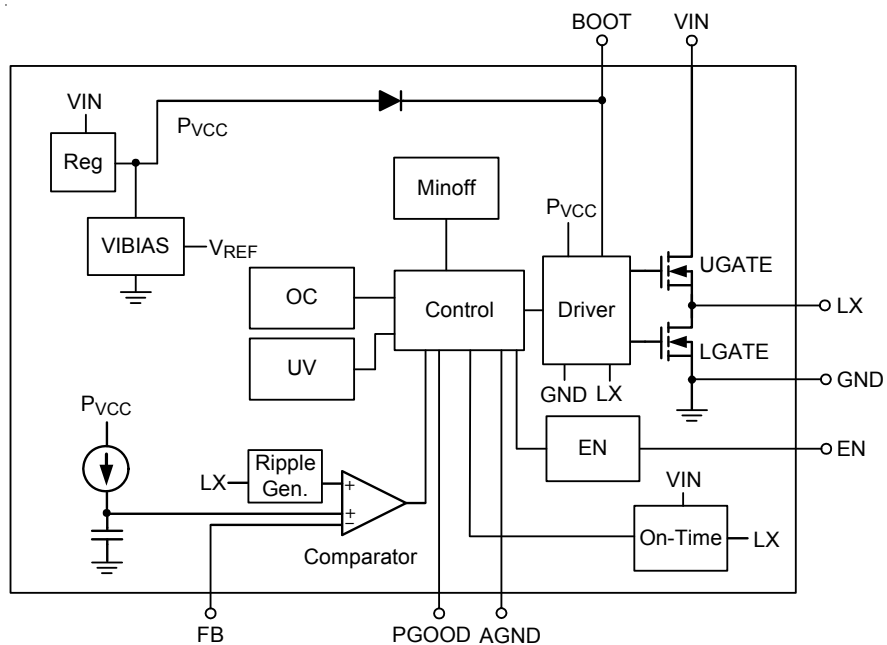 BOOT VIN
VIN
PVCC
Reg
Minoff
PVCC
VIBIAS
VREF
UGATE
OC
Control
Driver
LX
UV
LGATE
GND LX
GND
PVCC
EN
EN
LX
Ripple
Gen.
VIN
+
+
−
On-Time
LX
Comparator
FB
PGOOD AGND